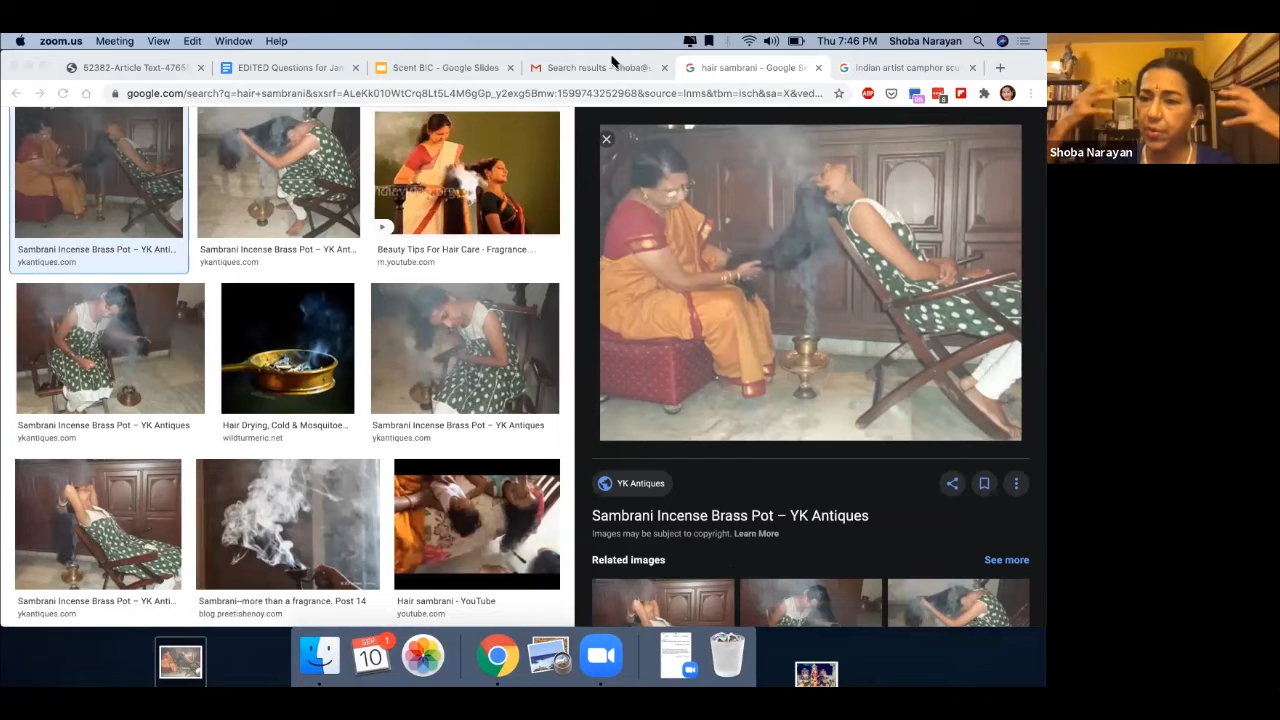 zoom.us Meeting View Edit Window Help
Thu 7:46 PM Shoba Narayan
52382-Article Text-4765
EDITED Questions for Jan
Scent BIC - Google Slides
Search results - shoba@
hair sambrani - Google Se
indian artist camphor scu
google.com/search?q=hair+sambrani&sxsrf=ALeKk010WtCrq8Lt5L4M6gGp_y2exg5Bmw:1599743252968&source=lnms&tbm=isch&sa=X&ved...
Shoba Narayan
Sambrani Incense Brass Pot – YK Anti...
ykantiques.com
Sambrani Incense Brass Pot – YK Ant...
ykantiques.com
Beauty Tips For Hair Care - Fragrance ...
m.youtube.com
Sambrani Incense Brass Pot – YK Antiques
ykantiques.com
Hair Drying, Cold & Mosquitoe...
wildturmeric.net
Sambrani Incense Brass Pot – YK Antiques
ykantiques.com
Sambrani Incense Brass Pot – YK Anti...
ykantiques.com
Sambrani--more than a fragrance. Post 14
blog.preetishenoy.com
Hair sambrani - YouTube
youtube.com
YK Antiques
Sambrani Incense Brass Pot – YK Antiques
Images may be subject to copyright. Learn More
Related images
See more
SEP
10